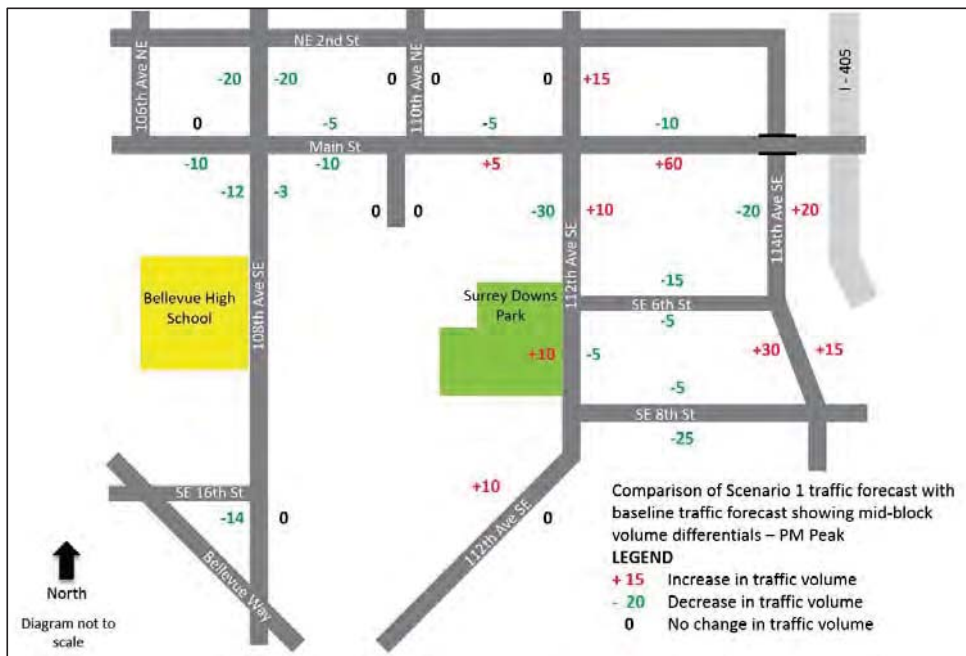 NE 2nd St
106th Ave NE
-20
-20
0
0
110th Ave NE
0
+15
I - 405
0
-5
-5
-10
Main St
-10
-10
+5
+60
-12
-3
0
0
-30
+10
-20
+20
114th Ave SE
112th Ave SE
108th Ave SE
Bellevue High
School
Surrey Downs
Park
-15
SE 6th St
-5
+10
-5
+30
+15
-5
SE 8th St
-25
SE 16th St
-14
0
+10
0
112th Ave SE
Bellevue Way
North
Diagram not to
scale
Comparison of Scenario 1 traffic forecast with
baseline traffic forecast showing mid-block
volume differentials – PM Peak
LEGEND
+ 15 Increase in traffic volume
- 20 Decrease in traffic volume
0 No change in traffic volume